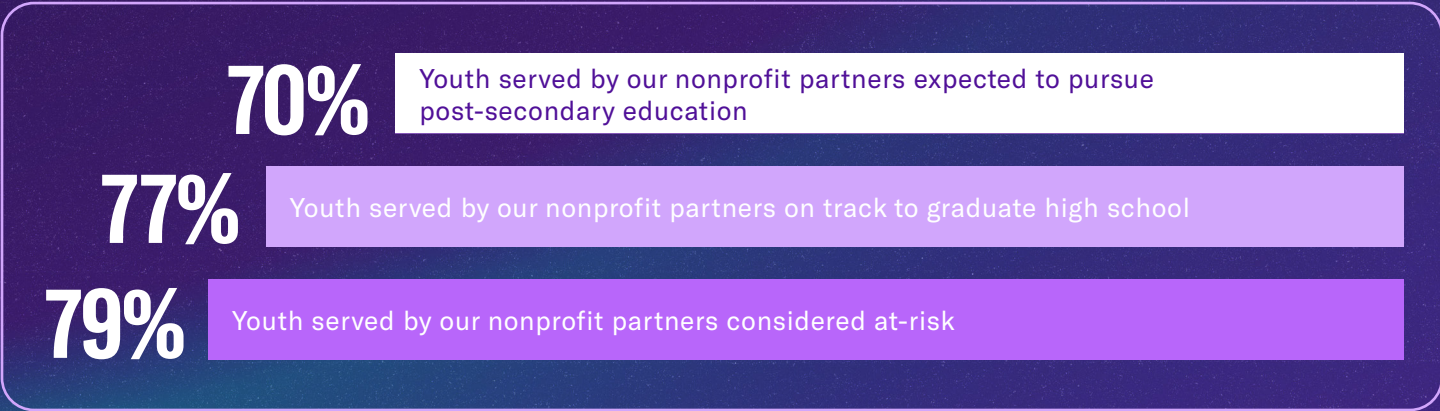 70%
Youth served by our nonprofit partners expected to pursue
post-secondary education
77%
Youth served by our nonprofit partners on track to graduate high school
79%
Youth served by our nonprofit partners considered at-risk